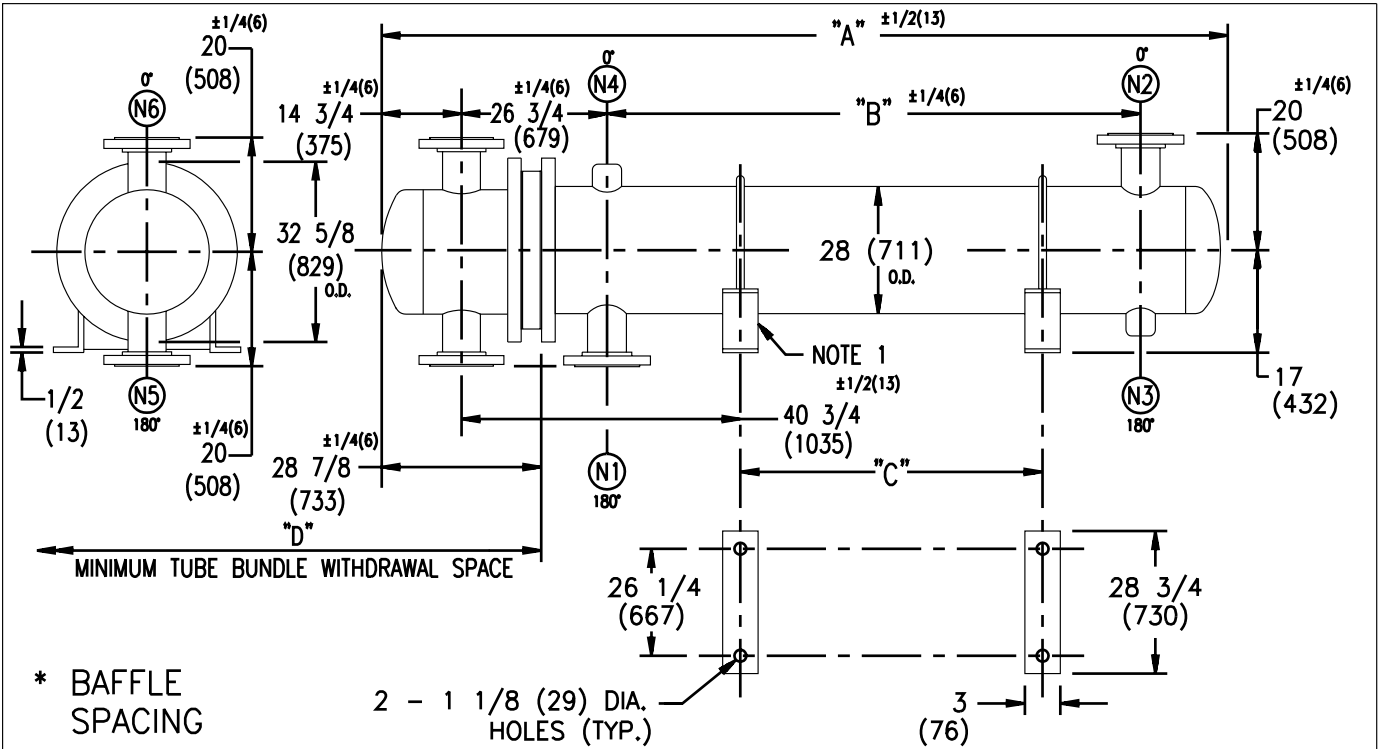 ±1/4(6)
20
(508)
0°
N6
32 5/8
(829)
O.D.
1/2
(13)
N5
180°
±1/4(6)
20
(508)
"A" ±1/2(13)
±1/4(6)
14 3/4
(375)
±1/4(6)
26 3/4
(679)
0°
N4
"B" ±1/4(6)
0°
N2
±1/4(6)
20
(508)
28 (711)
O.D.
NOTE 1
±1/2(13)
40 3/4
(1035)
17
(432)
N3
180°
±1/4(6)
28 7/8
(733)
N1
180°
"C"
"D"
MINIMUM TUBE BUNDLE WITHDRAWAL SPACE
26 1/4
(667)
28 3/4
(730)
* BAFFLE
SPACING
2 - 1 1/8 (29) DIA.
HOLES (TYP.)
3
(76)